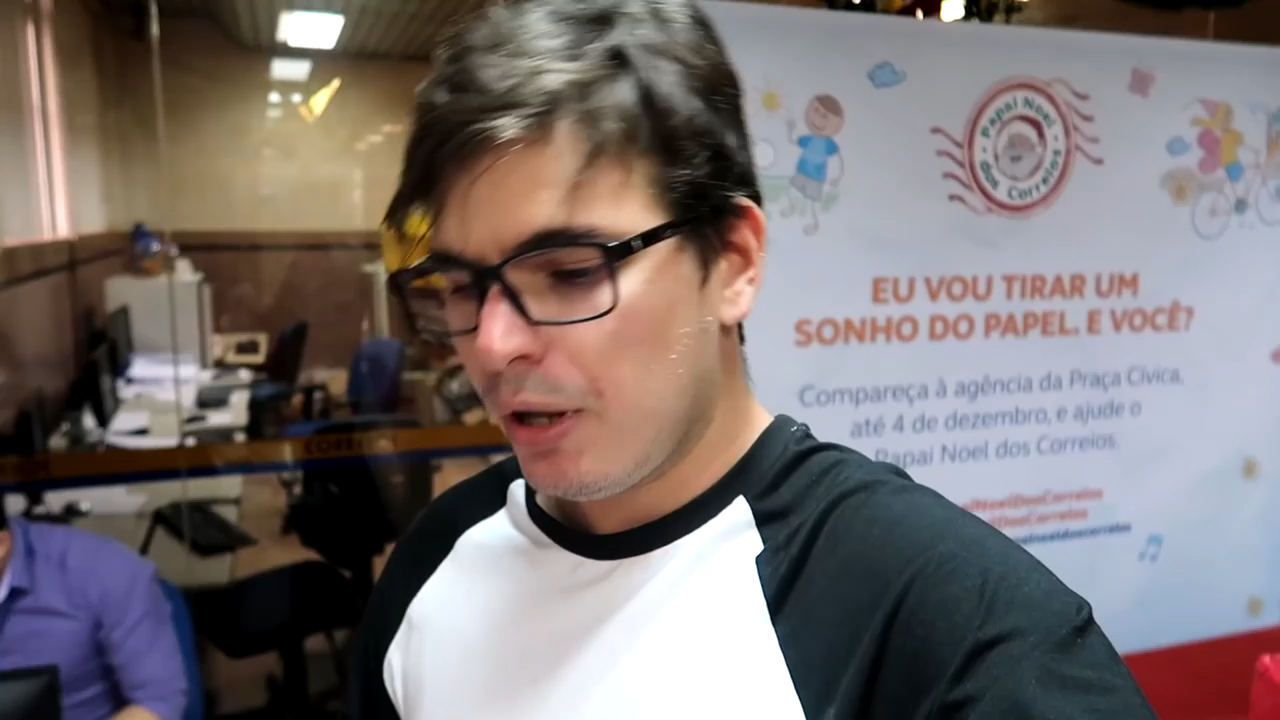 Papai Noel
dos Correios
EU VOU TIRAR UM
SONHO DO PAPEL. E VOCÊ?
Compareça à agência da Praça Cívica,
até 4 de dezembro, e ajude o
Papai Noel dos Correios.